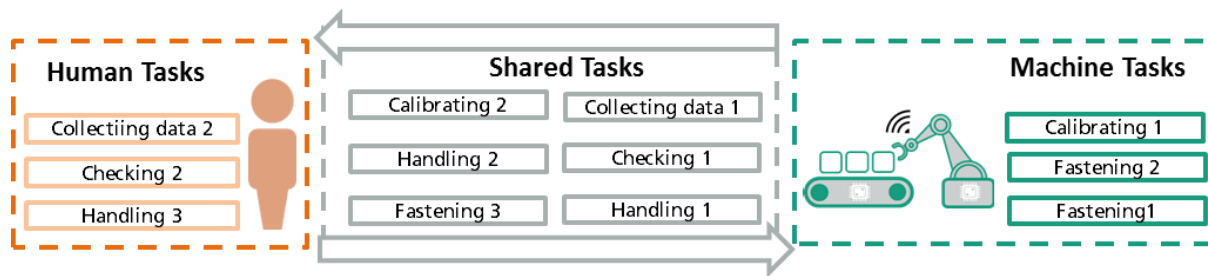 Human Tasks
Collectiing data 2
Checking 2
Handling 3
Shared Tasks
Calibrating 2
Collecting data 1
Handling 2
Checking 1
Fastening 3
Handling 1
Machine Tasks
Calibrating 1
Fastening 2
Fastening1